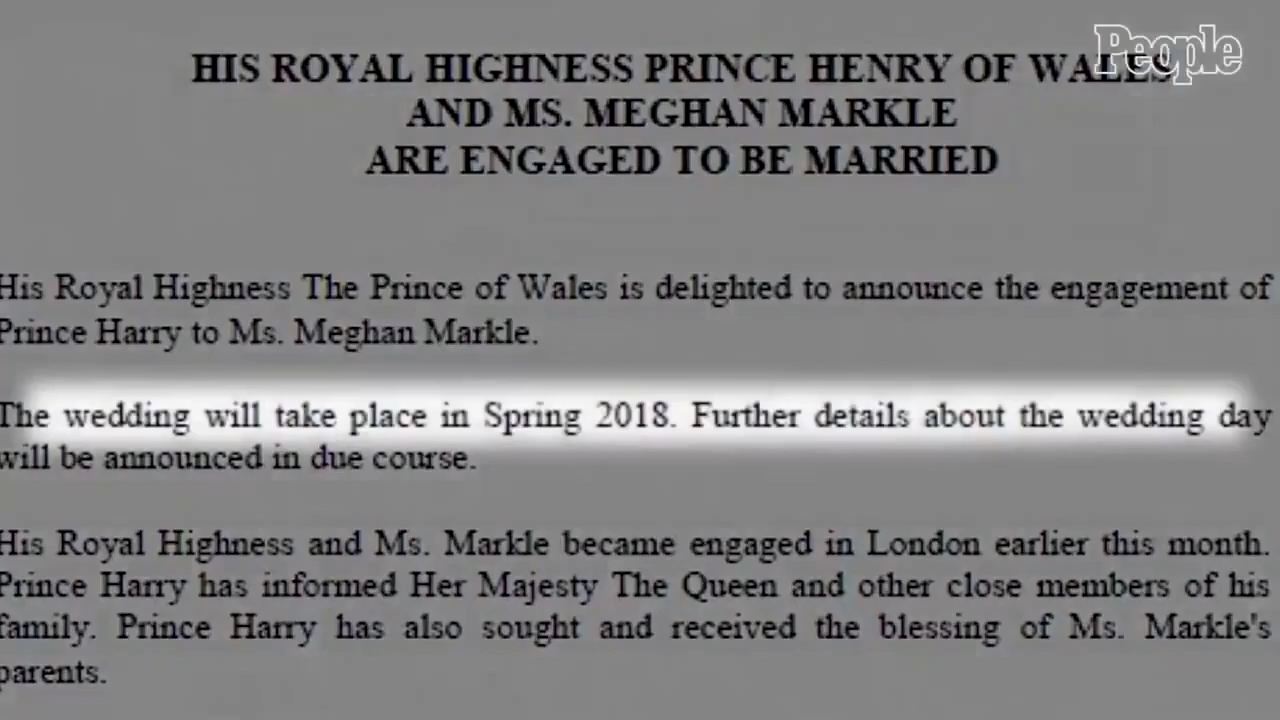 People
HIS ROYAL HIGHNESS PRINCE HENRY OF WALES
AND MS. MEGHAN MARKLE
ARE ENGAGED TO BE MARRIED
His Royal Highness The Prince of Wales is delighted to announce the engagement of
Prince Harry to Ms. Meghan Markle.
The wedding will take place in Spring 2018. Further details about the wedding day
will be announced in due course.
His Royal Highness and Ms. Markle became engaged in London earlier this month.
Prince Harry has informed Her Majesty The Queen and other close members of his
family. Prince Harry has also sought and received the blessing of Ms. Markle's
parents.